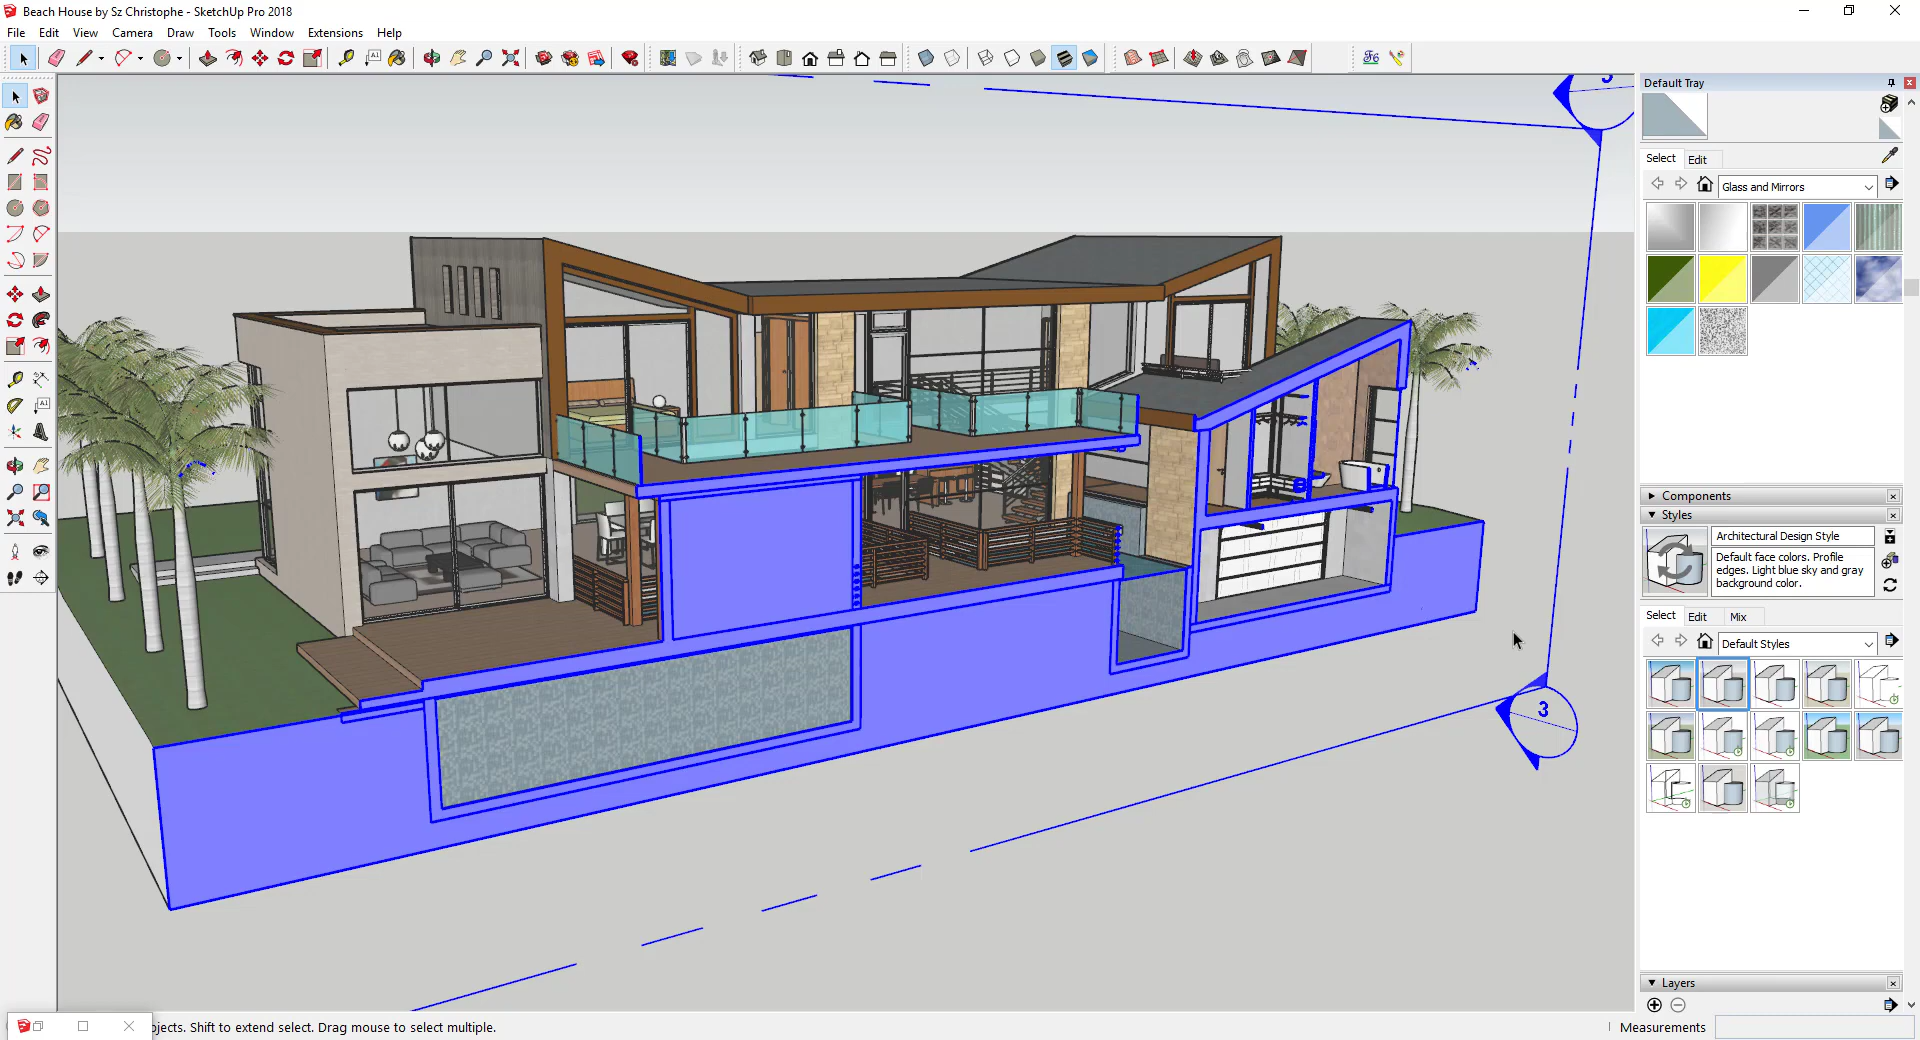 Beach House by Sz Christophe - SketchUp Pro 2018
File Edit View Camera Draw Tools Window Extensions Help
Default Tray
Select Edit
Glass and Mirrors
Components
Styles
Architectural Design Style
Default face colors. Profile
edges. Light blue sky and gray
background color.
Select Edit Mix
Default Styles
3
Layers
bjects. Shift to extend select. Drag mouse to select multiple.
Measurements